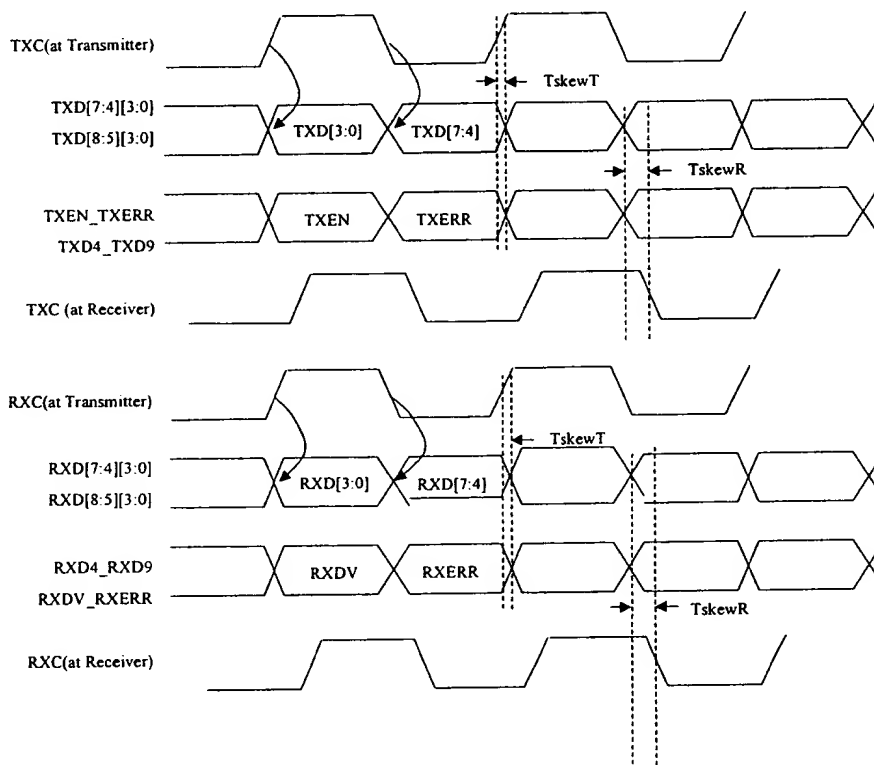 TXC(at Transmitter)
TskewT
TXD[7:4][3:0]
TXD[3:0]
TXD[7:4]
TXD[8:5][3:0]
TskewR
TXEN_TXERR
TXEN
TXERR
TXD4_TXD9
TXC (at Receiver)
RXC(at Transmitter)
TskewT
RXD[7:4][3:0]
RXD[3:0]
RXD[7:4]
RXD[8:5][3:0]
RXD4_RXD9
RXDV
RXERR
RXDV_RXERR
TskewR
RXC(at Receiver)